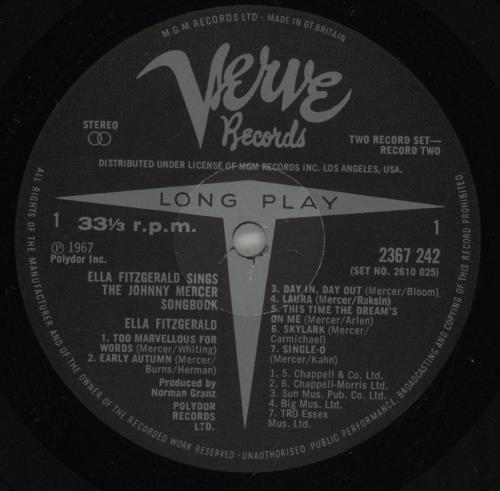 M.G.M. RECORDS LTD - MADE IN GT. BRITAIN
Verve
Records
STEREO
TWO RECORD SET—
RECORD TWO
DISTRIBUTED UNDER LICENSE OF MGM RECORDS INC. LOS ANGELES, USA.
LONG PLAY
1 33⅓ r.p.m. 1
℗ 1967
Polydor Inc.
2367 242
(SET NO. 2610 025)
ELLA FITZGERALD SINGS
THE JOHNNY MERCER
SONGBOOK
ELLA FITZGERALD
1. TOO MARVELLOUS FOR
WORDS (Mercer/Whiting)
2. EARLY AUTUMN (Mercer/
Burns/Herman)
Produced by
Norman Granz
POLYDOR
RECORDS
LTD.
3. DAY IN, DAY OUT (Mercer/Bloom)
4. LAURA (Mercer/Raksin)
5. THIS TIME THE DREAM'S
ON ME (Mercer/Arlen)
6. SKYLARK (Mercer/
Carmichael)
7. SINGLE-O
(Mercer/Kahn)
1, 5. Chappell & Co. Ltd.
2, 6. Chappell-Morris Ltd.
3. Sun Mus. Pub. Co. Ltd.
4. Big Mus. Ltd.
7. TRO Essex
Mus. Ltd.
ALL RIGHTS OF THE MANUFACTURER AND OF THE OWNER OF THE RECORDED WORK RESERVED - UNAUTHORISED PUBLIC PERFORMANCE, BROADCASTING AND COPYING OF THIS RECORD PROHIBITED.